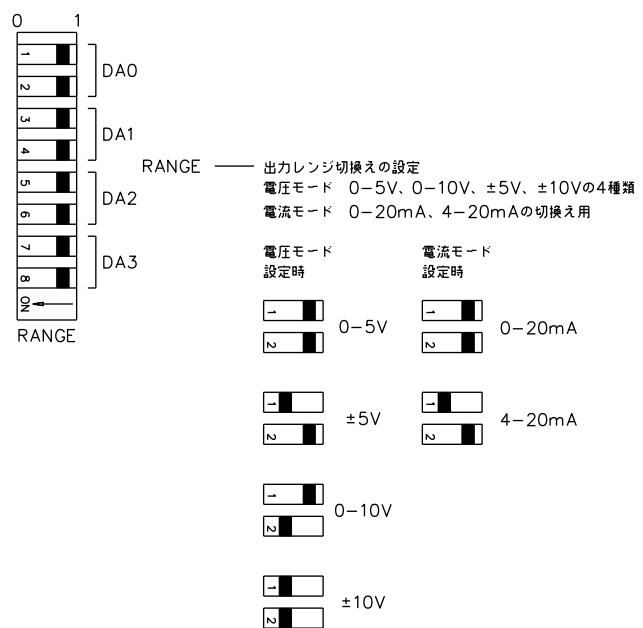 0 1
1
2
DA0
3
4
DA1
5
6
DA2
7
8
DA3
ON
RANGE
RANGE 出力レンジ切換えの設定
電圧モード 0−5V、0−10V、±5V、±10Vの4種類
電流モード 0−20mA、4−20mAの切換え用
電圧モード
設定時
1
2
0−5V
1
2
±5V
1
2
0−10V
1
2
±10V
電流モード
設定時
1
2
0−20mA
1
2
4−20mA